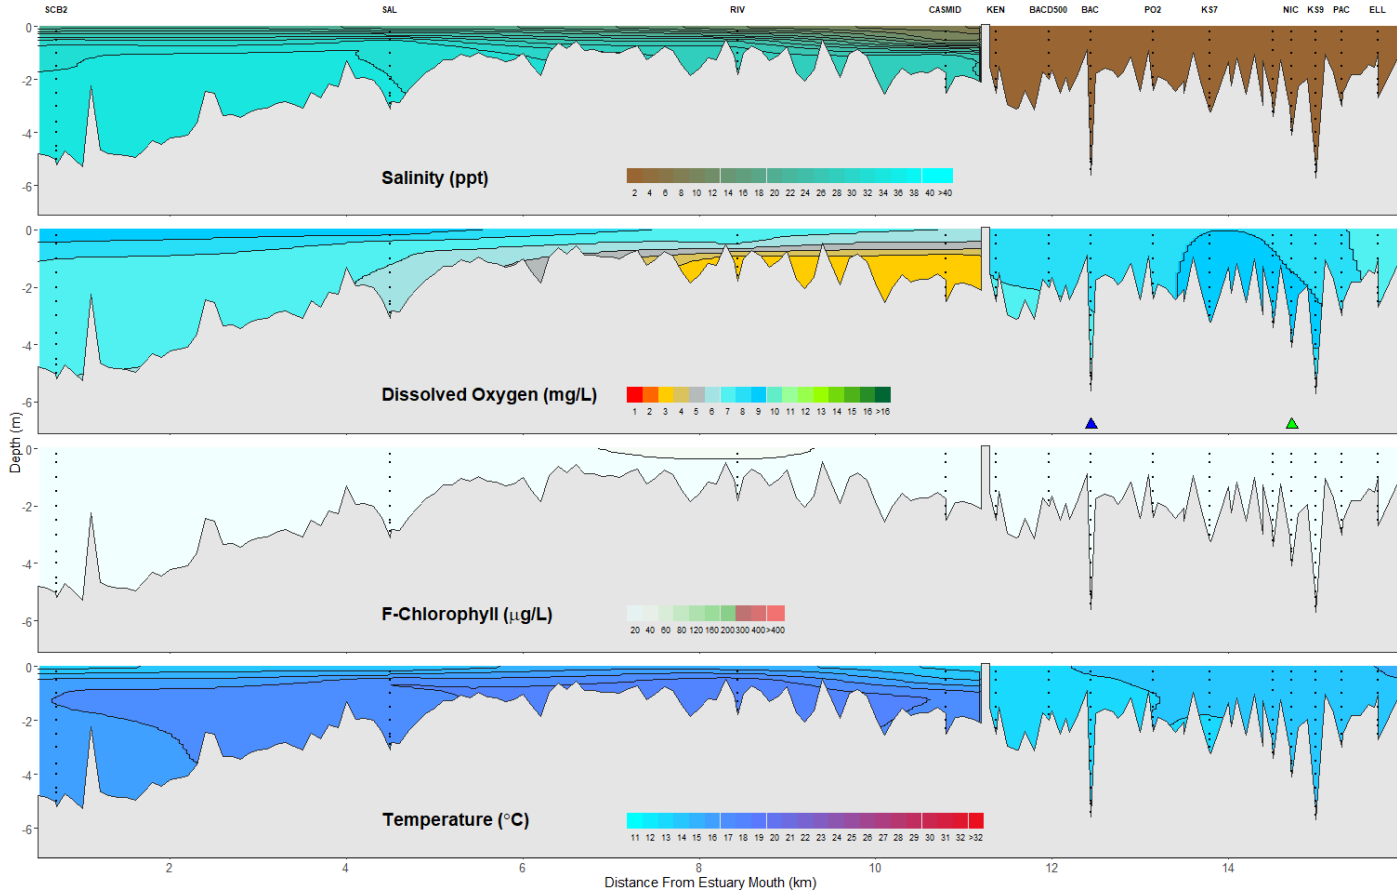 SCB2 SAL RIV CASMID KEN BACD500 BAC PO2 KS7 NIC KS9 PAC ELL
0
-2
-4
-6
Salinity (ppt)
2 4 6 8 10 12 14 16 18 20 22 24 26 28 30 32 34 36 38 40 >40
0
-2
-4
-6
Dissolved Oxygen (mg/L)
1 2 3 4 5 6 7 8 9 10 11 12 13 14 15 16 >16
Depth (m)
0
-2
-4
-6
F-Chlorophyll (μg/L)
20 40 60 80 120 160 200 300 400 >400
0
-2
-4
-6
Temperature (°C)
11 12 13 14 15 16 17 18 19 20 21 22 23 24 25 26 27 28 29 30 31 32 >32
2 4 6 8 10 12 14
Distance From Estuary Mouth (km)